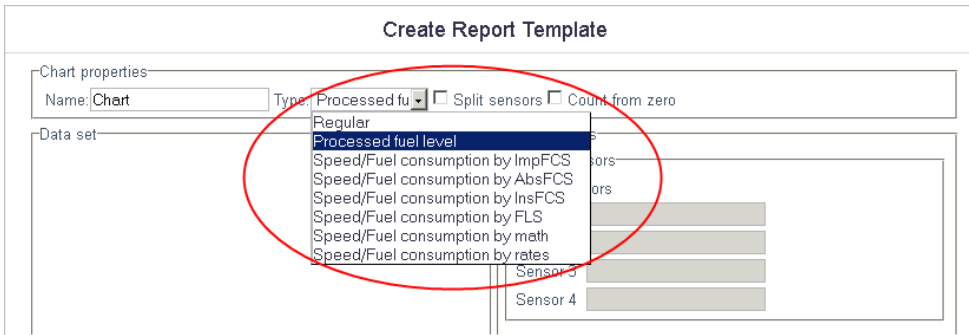 Create Report Template
Chart properties
Name: Chart Type: Processed fu Split sensors Count from zero
Data set
Regular
Processed fuel level
Speed/Fuel consumption by ImpFCS
Speed/Fuel consumption by AbsFCS
Speed/Fuel consumption by InsFCS
Speed/Fuel consumption by FLS
Speed/Fuel consumption by math
Speed/Fuel consumption by rates
Sensor 3
Sensor 4